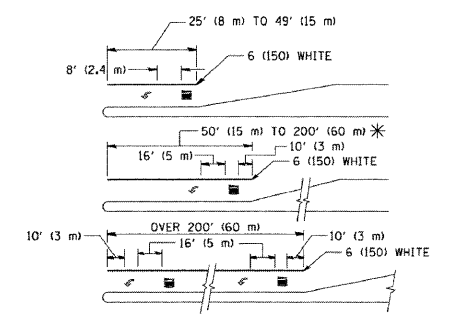 25' (8 m) TO 49' (15 m)
8' (2.4 m)
6 (150) WHITE
50' (15 m) TO 200' (60 m) *
16' (5 m)
10' (3 m)
6 (150) WHITE
OVER 200' (60 m)
10' (3 m)
16' (5 m)
10' (3 m)
6 (150) WHITE